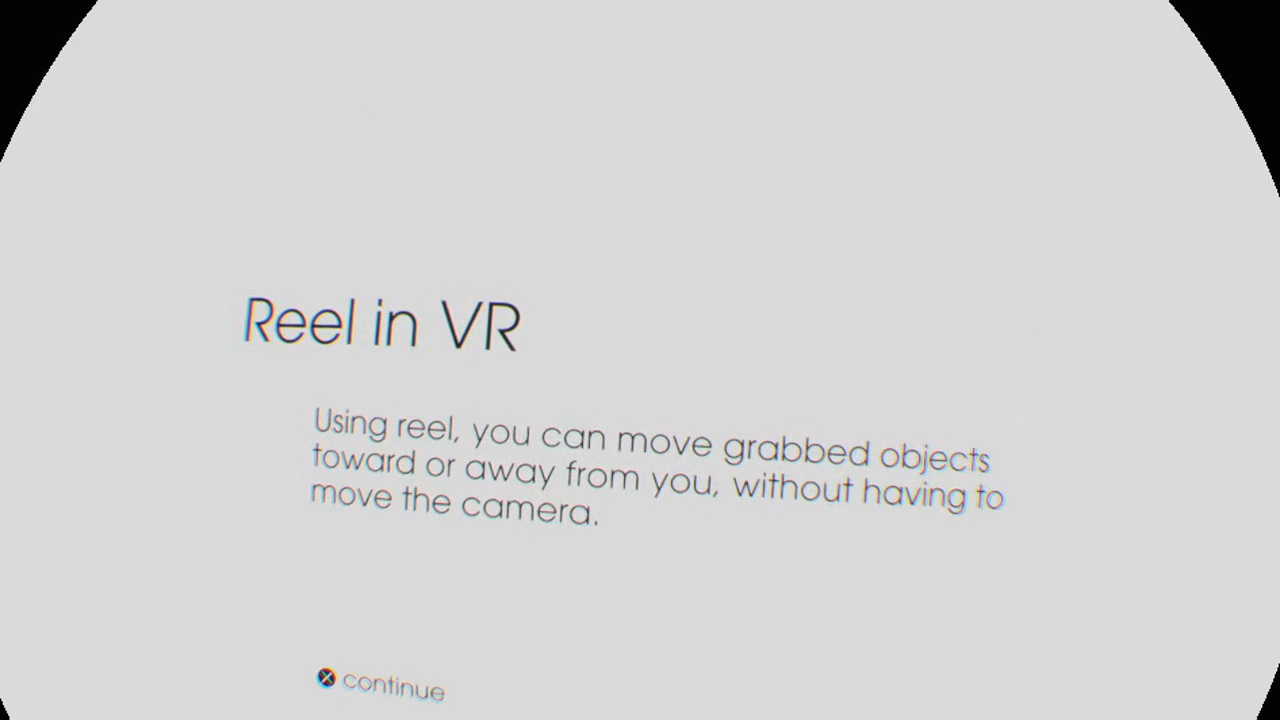 Reel in VR
Using reel, you can move grabbed objects
toward or away from you, without having to
move the camera.
continue